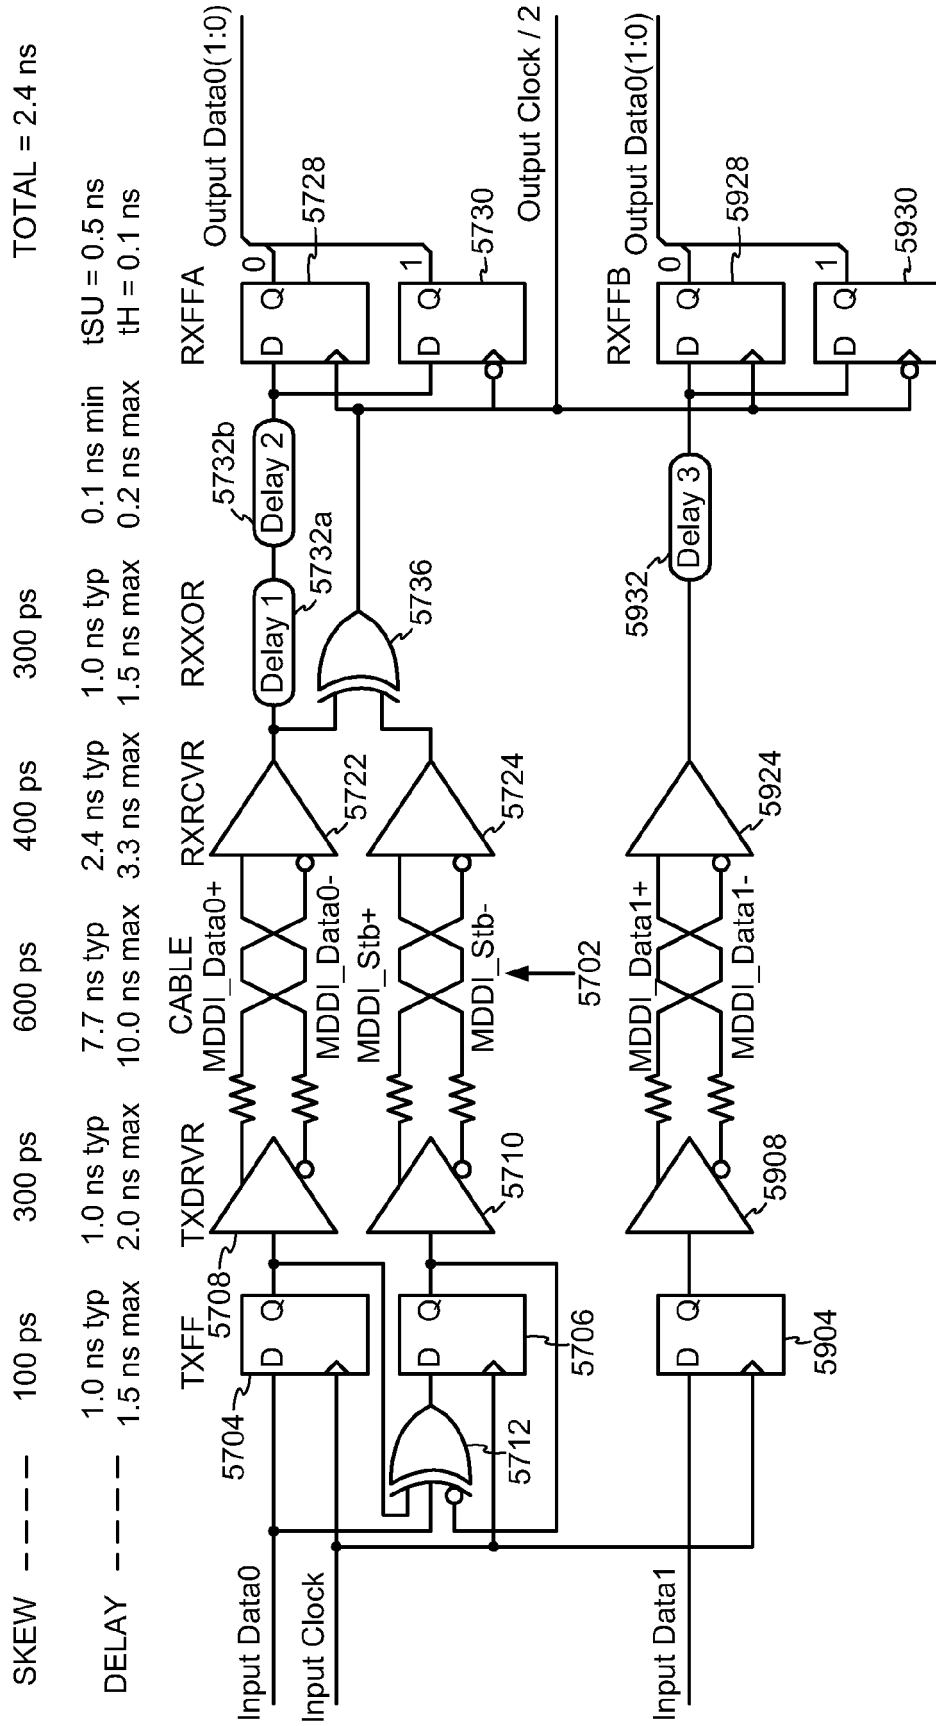 SKEW - - - - - 100 ps 300 ps 600 ps 400 ps 300 ps TOTAL = 2.4 ns
DELAY - - - - 1.0 ns typ 1.0 ns typ 7.7 ns typ 2.4 ns typ 1.0 ns typ 0.1 ns min tSU = 0.5 ns
1.5 ns max 2.0 ns max 10.0 ns max 3.3 ns max 1.5 ns max 0.2 ns max tH = 0.1 ns
TXFF TXDRVR CABLE RXRCVR RXXOR RXFFA
5704
5708
MDDI_Data0+
5732a
5732b
Output Data0(1:0)
Input Data0
D Q
Delay 1
Delay 2
D Q
0
5728
Input Clock
MDDI_Data0-
5722
MDDI_Stb+
5736
D Q
1
5730
5712
D Q
5706
5710
MDDI_Stb-
5724
5702
Output Clock / 2
RXFFB
MDDI_Data1+
5932
Output Data0(1:0)
Input Data1
D Q
Delay 3
D Q
0
5928
5904
5908
MDDI_Data1-
5924
D Q
1
5930